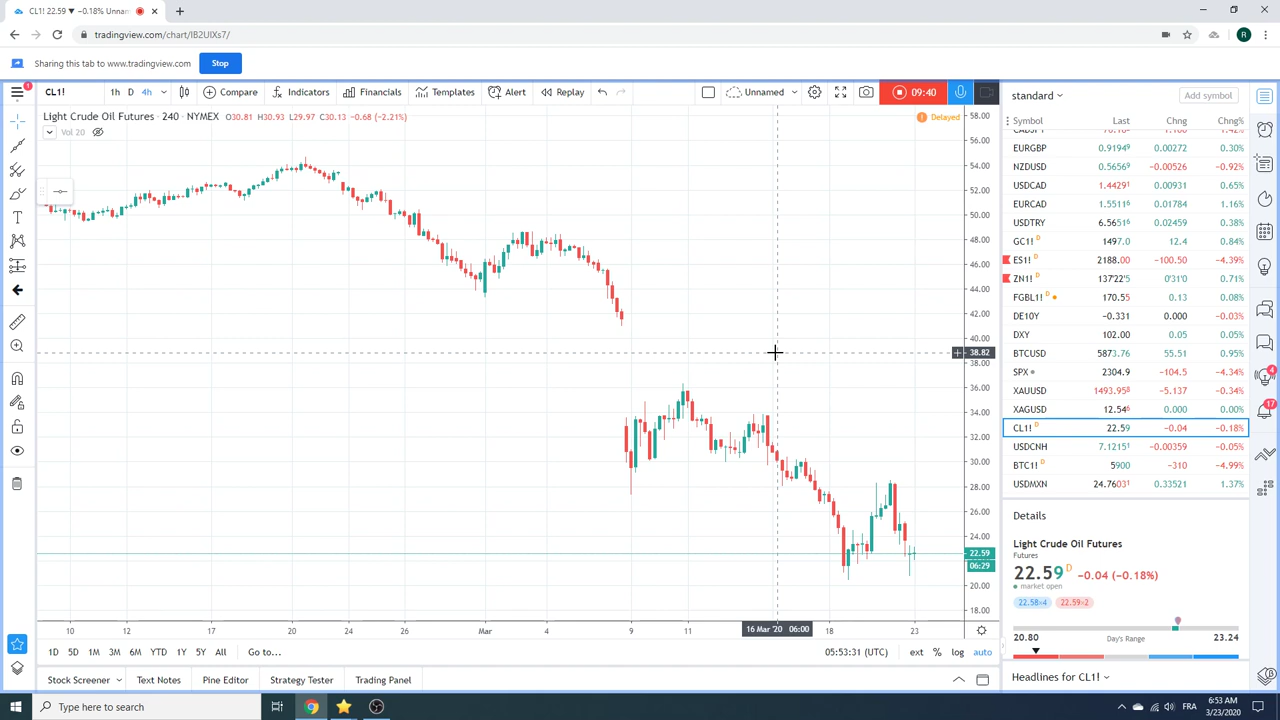 CL1! 22.59 ▼ −0.18% Unnar
tradingview.com/chart/IB2UIXs7/
R
Sharing this tab to www.tradingview.com
Stop
1
CL1!
1h D 4h
Compare
Indicators
Financials
Templates
Alert
Replay
Unnamed
09:40
standard
Add symbol
Light Crude Oil Futures · 240 · NYMEX O30.81 H30.93 L29.97 C30.13 −0.68 (−2.21%)
Delayed
Vol 20
58.00
56.00
54.00
52.00
50.00
48.00
46.00
44.00
42.00
40.00
38.82
38.00
36.00
34.00
32.00
30.00
28.00
26.00
24.00
22.59
06:29
20.00
18.00
10 12 17 20 24 26 Mar 4 9 11 16 Mar '20 06:00 18 23
1D 5D 1M 3M 6M YTD 1Y 5Y All Go to...
05:53:31 (UTC) ext % log auto
Stock Screener
Text Notes
Pine Editor
Strategy Tester
Trading Panel
Symbol Last Chng Chng%
EURGBP 0.9194⁹ 0.00272 0.30%
NZDUSD 0.5656⁹ −0.00526 −0.92%
USDCAD 1.4429¹ 0.00931 0.65%
EURCAD 1.5511⁶ 0.01784 1.16%
USDTRY 6.5651⁶ 0.02459 0.38%
GC1! D 1497.0 12.4 0.84%
ES1! D 2188.00 −100.50 −4.39%
ZN1! D 137'22'5 0'31'0 0.71%
FGBL1! D 170.55 0.13 0.08%
DE10Y −0.331 0.000 −0.03%
DXY 102.00 0.05 0.05%
BTCUSD 5873.76 55.51 0.95%
SPX 2304.9 −104.5 −4.34%
XAUUSD 1493.95⁸ −5.137 −0.34%
XAGUSD 12.54⁶ 0.000 0.00%
CL1! D 22.59 −0.04 −0.18%
USDCNH 7.1215¹ −0.00359 −0.05%
BTC1! D 5900 −310 −4.99%
USDMXN 24.7603¹ 0.33521 1.37%
Details
Light Crude Oil Futures
Futures
22.59 D −0.04 (−0.18%)
market open
22.58×4 22.59×2
20.80 Day's Range 23.24
Headlines for CL1!
4
17
Type here to search
FRA
6:53 AM
3/23/2020